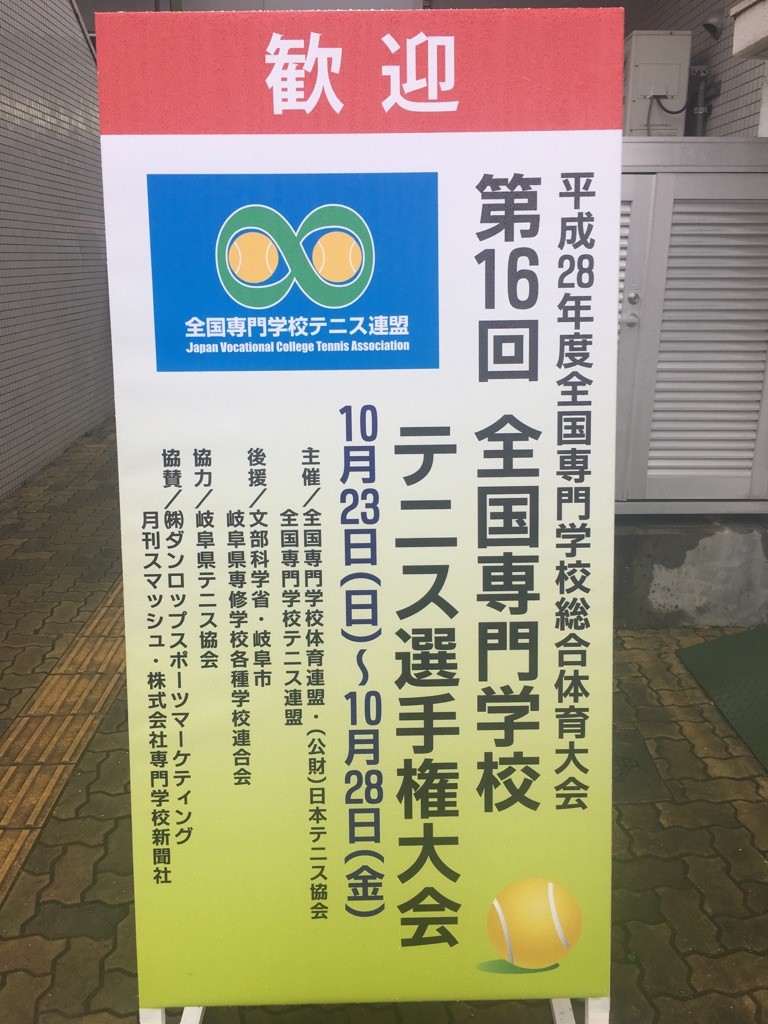 歓迎
平成28年度全国専門学校総合体育大会
第16回 全国専門学校
テニス選手権大会
全国専門学校テニス連盟
Japan Vocational College Tennis Association
10月23日(日)〜10月28日(金)
主催/全国専門学校体育連盟・(公財)日本テニス協会
全国専門学校テニス連盟
後援/文部科学省・岐阜市
岐阜県専修学校各種学校連合会
協力/岐阜県テニス協会
協賛/㈱ダンロップスポーツマーケティング
月刊スマッシュ・株式会社専門学校新聞社